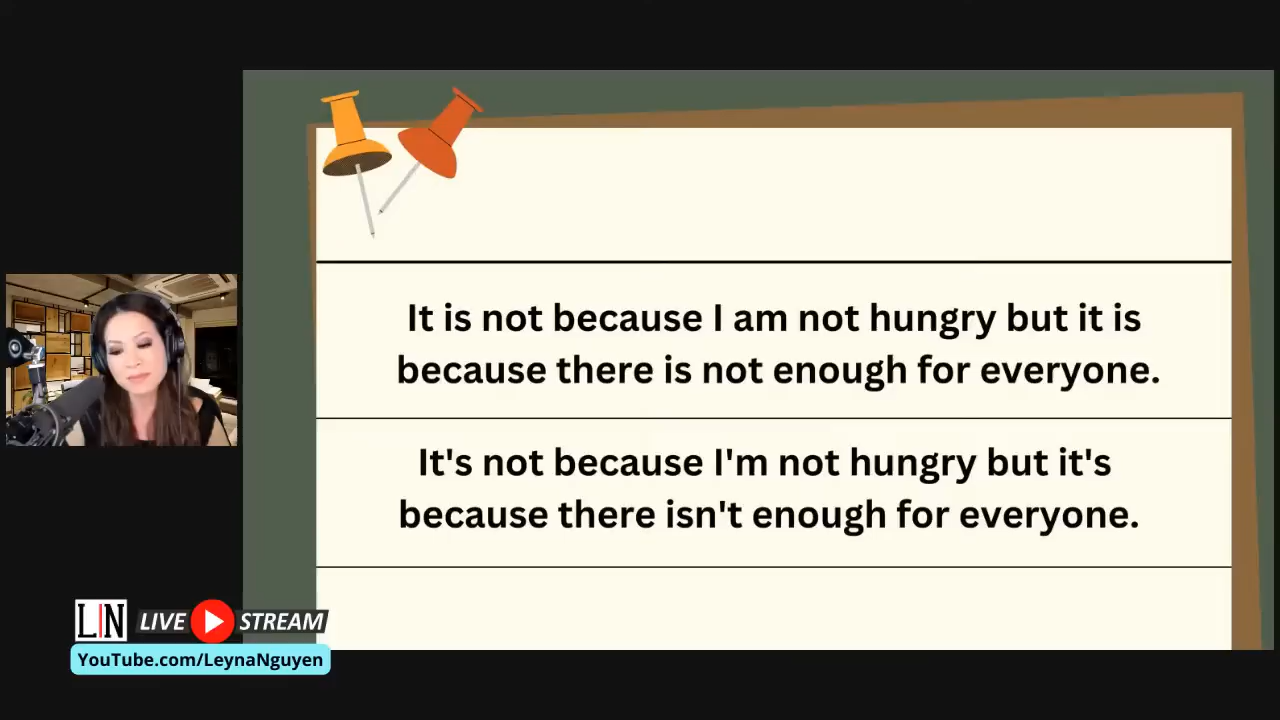 It is not because I am not hungry but it is
because there is not enough for everyone.
It's not because I'm not hungry but it's
because there isn't enough for everyone.
LIN LIVE STREAM
YouTube.com/LeynaNguyen